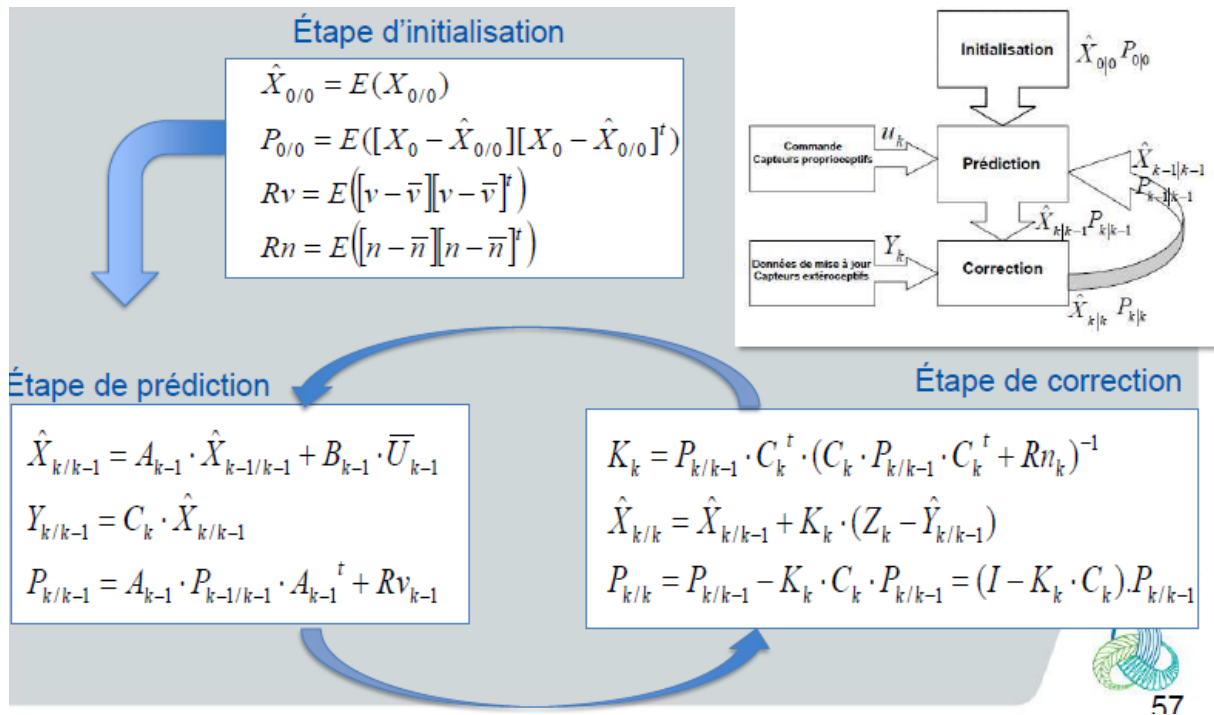 Étape d'initialisation
X̂_{0/0} = E(X_{0/0})
P_{0/0} = E([X_0 − X̂_{0/0}][X_0 − X̂_{0/0}]^t)
Rv = E([v − v̅][v − v̅]^t)
Rn = E([n − n̅][n − n̅]^t)
Initialisation
X̂_{0|0} P_{0|0}
Commande
Capteurs proprioceptifs
u_k
Prédiction
X̂_{k−1|k−1}
P_{k−1|k−1}
X̂_{k|k−1} P_{k|k−1}
Données de mise à jour
Capteurs extéroceptifs
Y_k
Correction
X̂_{k|k} P_{k|k}
Étape de prédiction
X̂_{k/k−1} = A_{k−1} · X̂_{k−1/k−1} + B_{k−1} · U̅_{k−1}
Y_{k/k−1} = C_k · X̂_{k/k−1}
P_{k/k−1} = A_{k−1} · P_{k−1/k−1} · A_{k−1}^t + Rv_{k−1}
Étape de correction
K_k = P_{k/k−1} · C_k^t · (C_k · P_{k/k−1} · C_k^t + Rn_k)^{−1}
X̂_{k/k} = X̂_{k/k−1} + K_k · (Z_k − Ŷ_{k/k−1})
P_{k/k} = P_{k/k−1} − K_k · C_k · P_{k/k−1} = (I − K_k · C_k).P_{k/k−1}
57